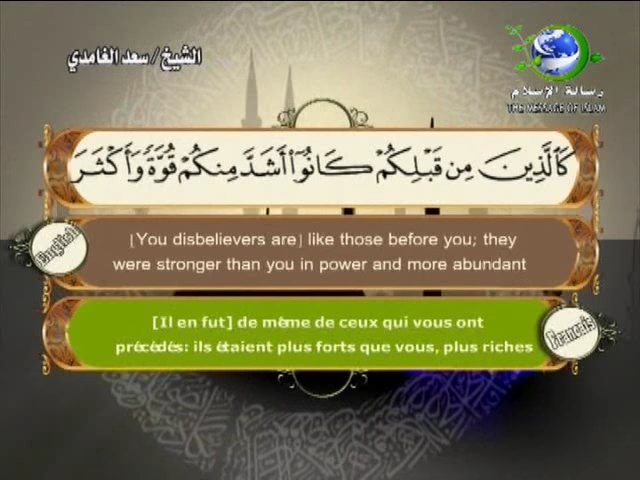 الشيخ / سعد الغامدي
رسالة الإسلام
THE MESSAGE OF ISLAM
كَالَّذِينَ مِن قَبْلِكُمْ كَانُوا أَشَدَّ مِنكُمْ قُوَّةً وَأَكْثَرَ
English
[You disbelievers are] like those before you; they
were stronger than you in power and more abundant
[Il en fut] de même de ceux qui vous ont
précédés: ils étaient plus forts que vous, plus riches
Francais